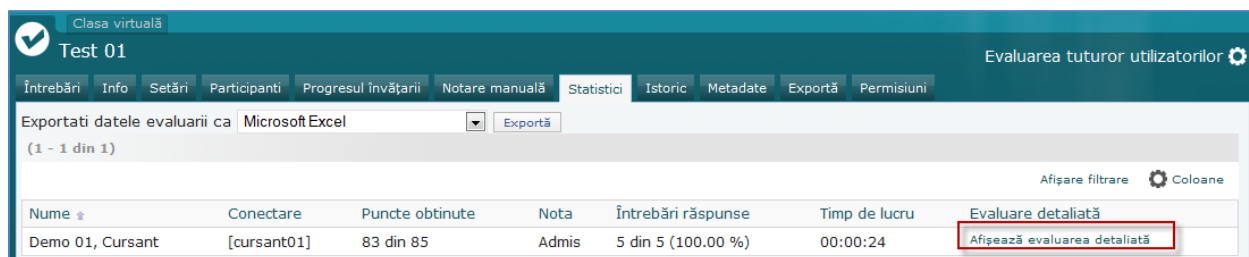 Clasa virtuală
Test 01
Evaluarea tuturor utilizatorilor
Întrebări Info Setări Participanti Progresul învăţarii Notare manuală Statistici Istoric Metadate Exportă Permisiuni
Exportati datele evaluarii ca Microsoft Excel Exportă
(1 - 1 din 1)
Afişare filtrare Coloane
Nume Conectare Puncte obtinute Nota Întrebări răspunse Timp de lucru Evaluare detaliată
Demo 01, Cursant [cursant01] 83 din 85 Admis 5 din 5 (100.00 %) 00:00:24 Afişează evaluarea detaliată